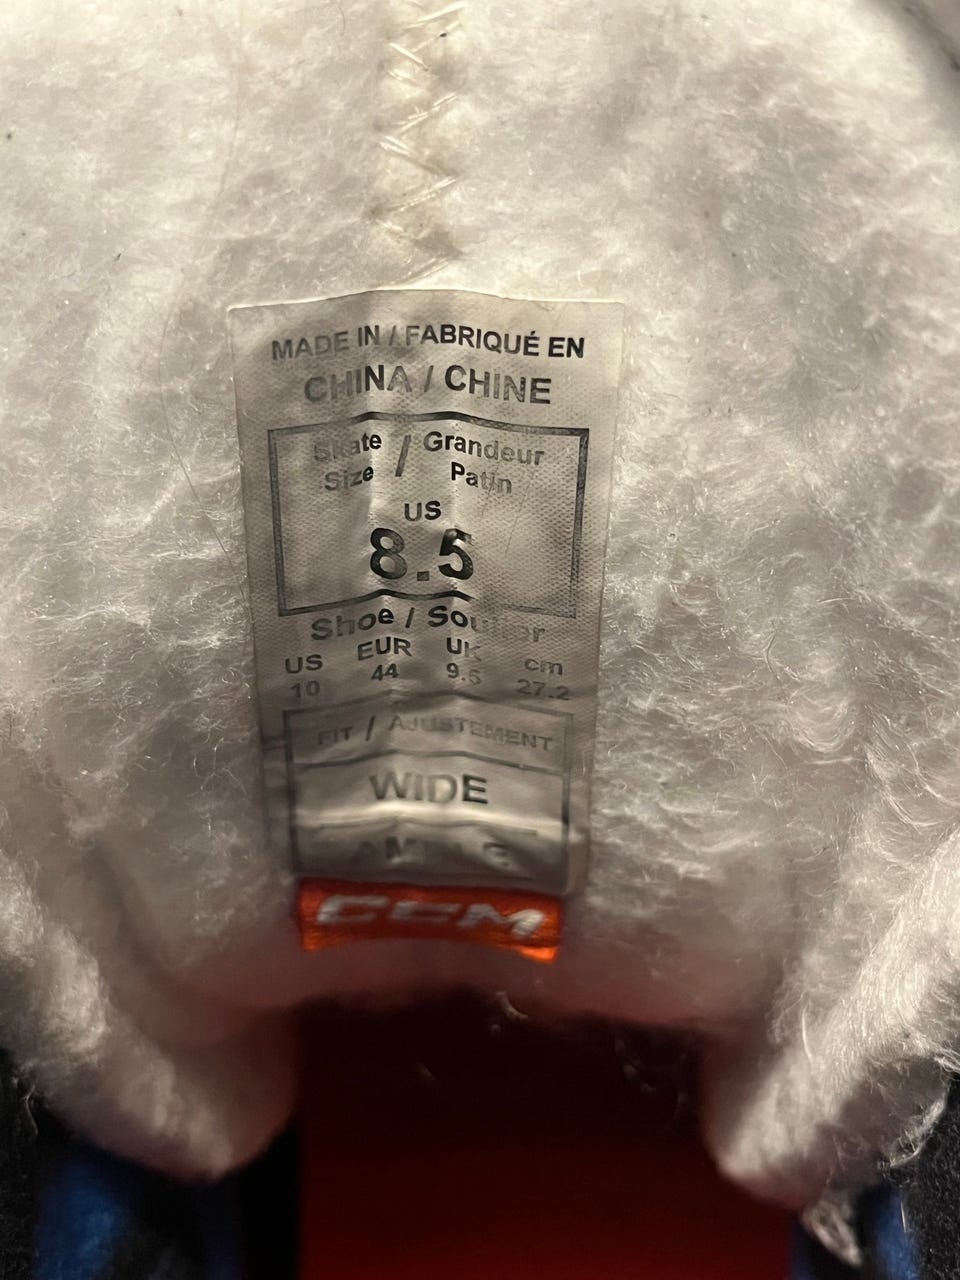 MADE IN / FABRIQUÉ EN
CHINA / CHINE
Skate Size / Grandeur Patin
US
8.5
Shoe /
US EUR UK cm
10 44 9.5 27.2
FIT / AJUSTEMENT
WIDE
CCM